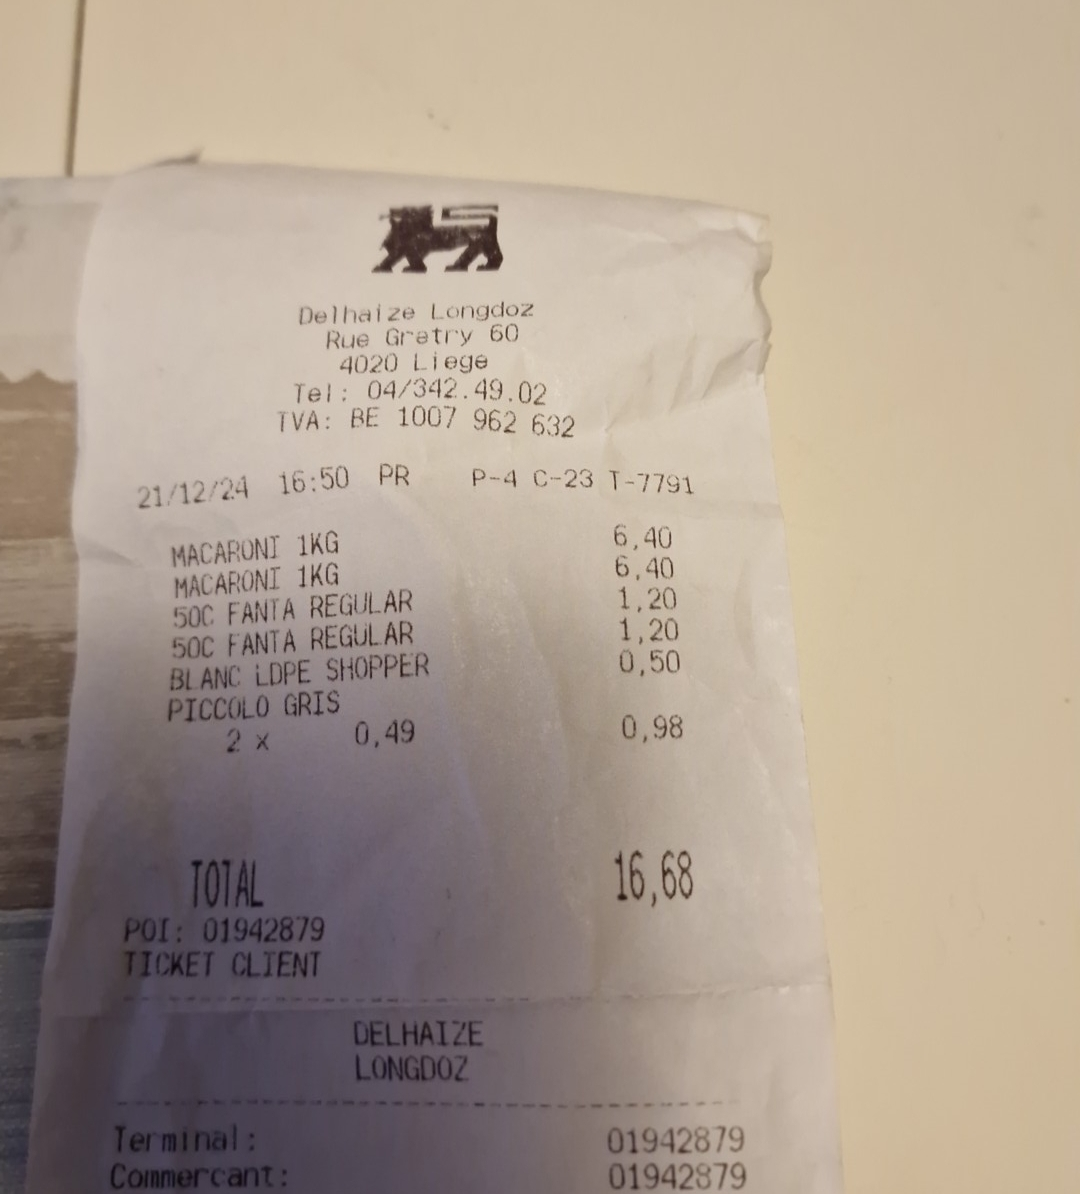 Delhaize Longdoz
Rue Gretry 60
4020 Liege
Tel: 04/342.49.02
TVA: BE 1007 962 632
21/12/24 16:50 PR P-4 C-23 T-7791
MACARONI 1KG 6,40
MACARONI 1KG 6,40
50C FANTA REGULAR 1,20
50C FANTA REGULAR 1,20
BLANC LDPE SHOPPER 0,50
PICCOLO GRIS
2 x 0,49 0,98
TOTAL 16,68
POI: 01942879
TICKET CLIENT
DELHAIZE
LONGDOZ
Terminal: 01942879
Commercant: 01942879